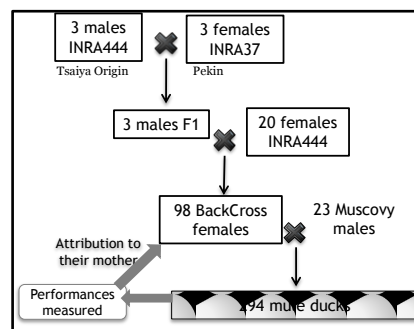 3 males
INRA444
3 females
INRA37
Tsaiya Origin
Pekin
3 males F1
20 females
INRA444
98 BackCross
females
23 Muscovy
males
Attribution to
their mother
Performances
measured
294 mule ducks